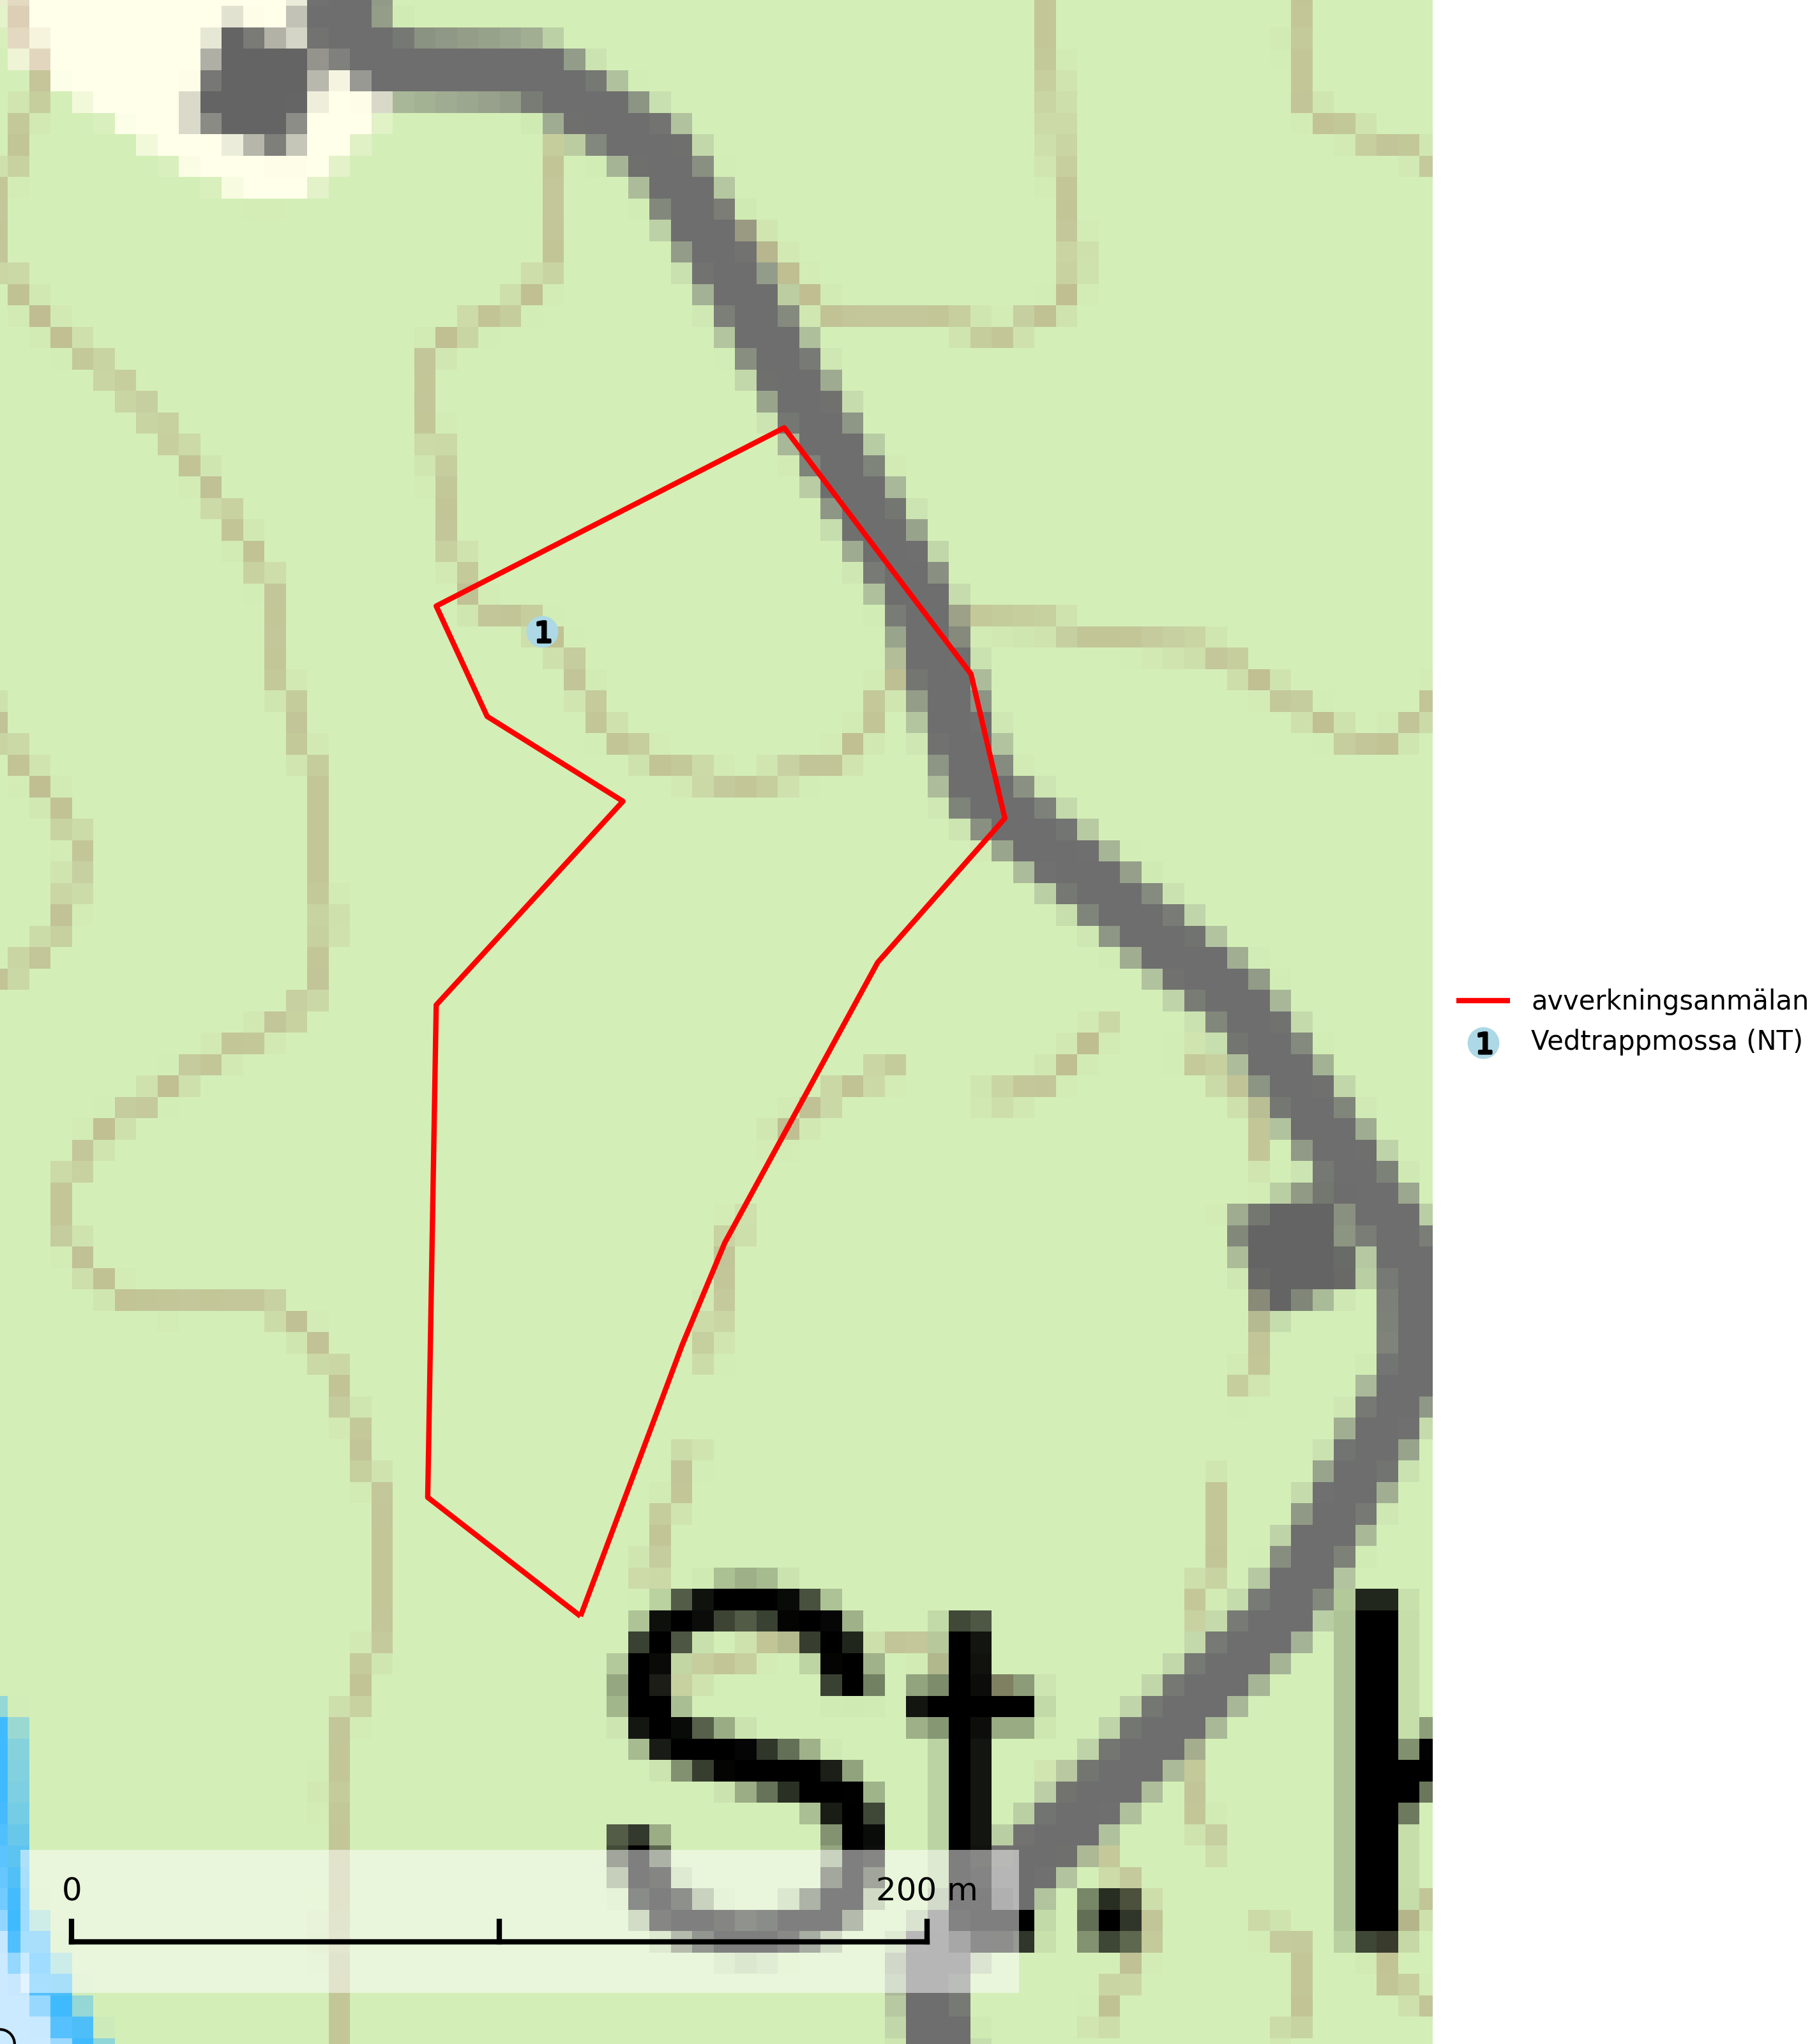 1
avverkningsanmälan
1 Vedtrappmossa (NT)
St
0 200 m